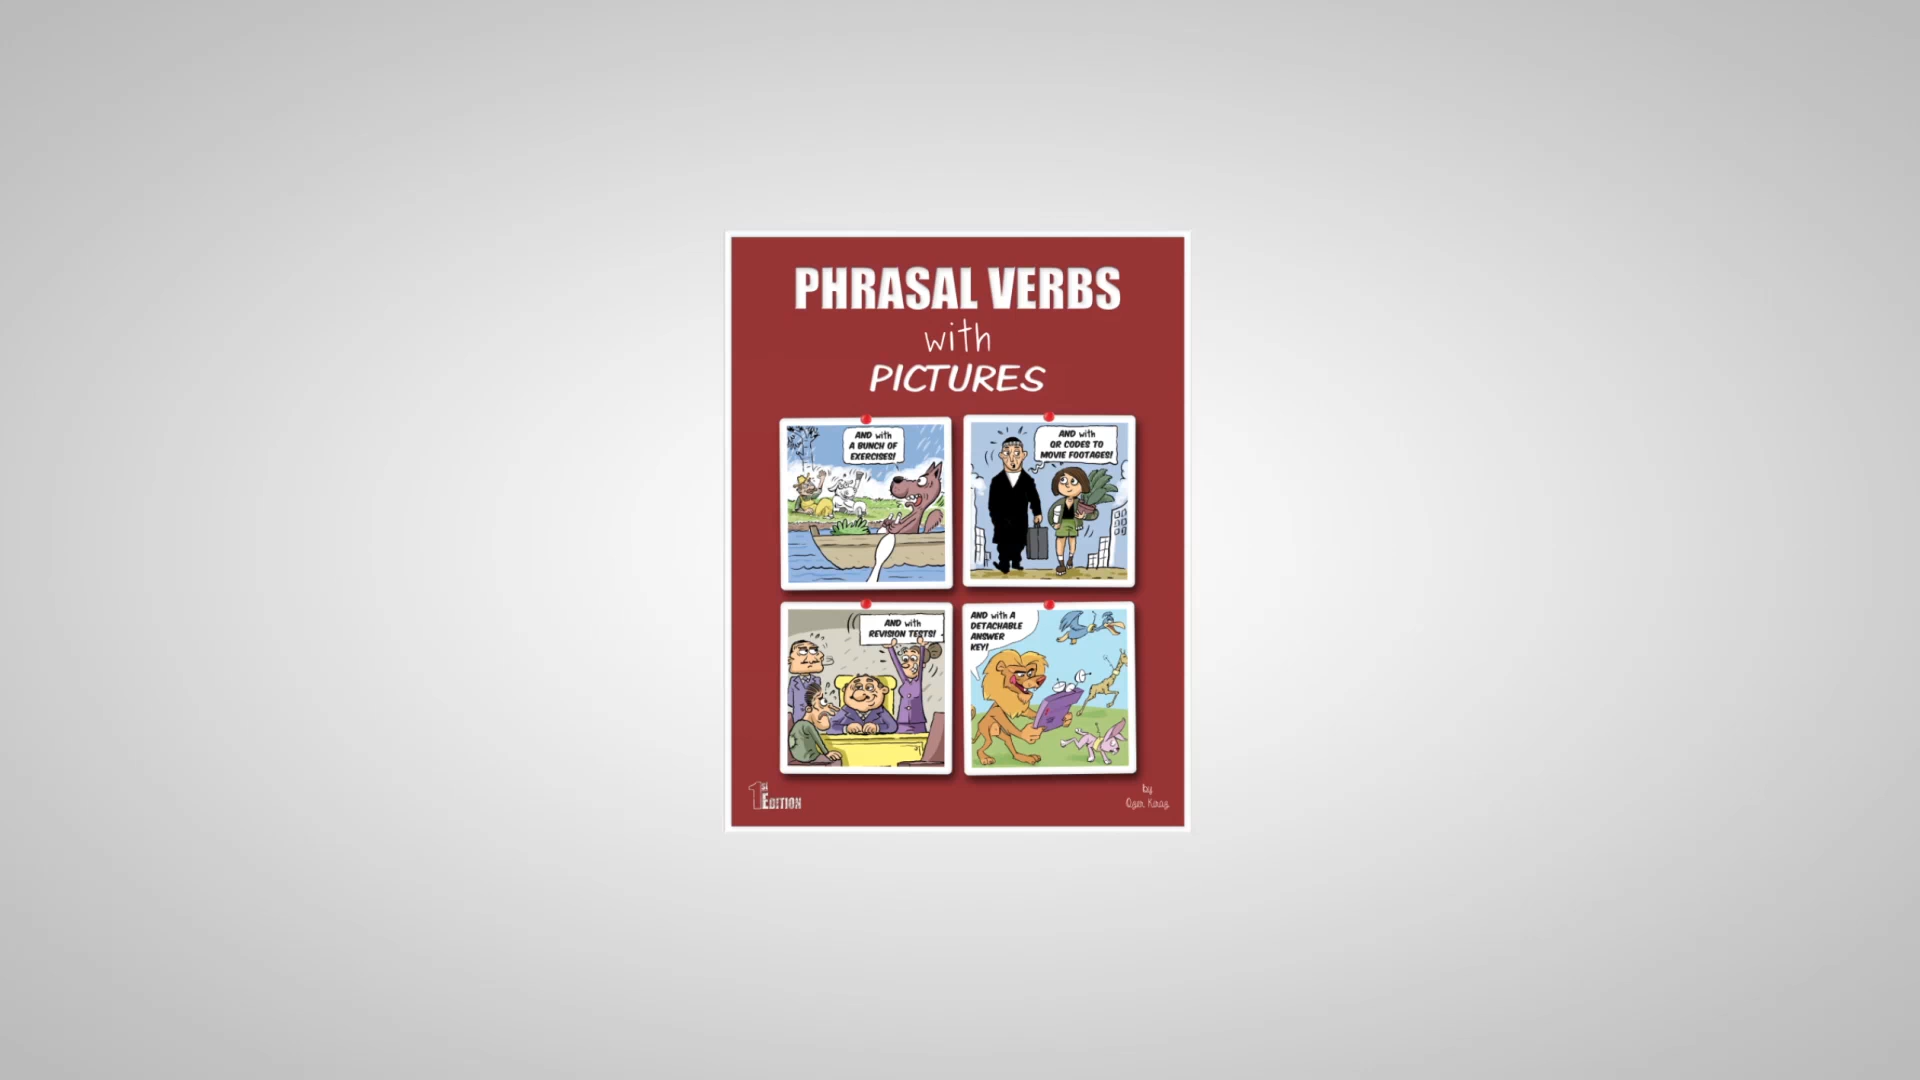 PHRASAL VERBS
with
PICTURES
AND with
A BUNCH OF
EXERCISES!
AND with
QR CODES TO
MOVIE FOOTAGES!
AND with
REVISION TESTS!
AND with A
DETACHABLE
ANSWER
KEY!
1ST EDITION
by